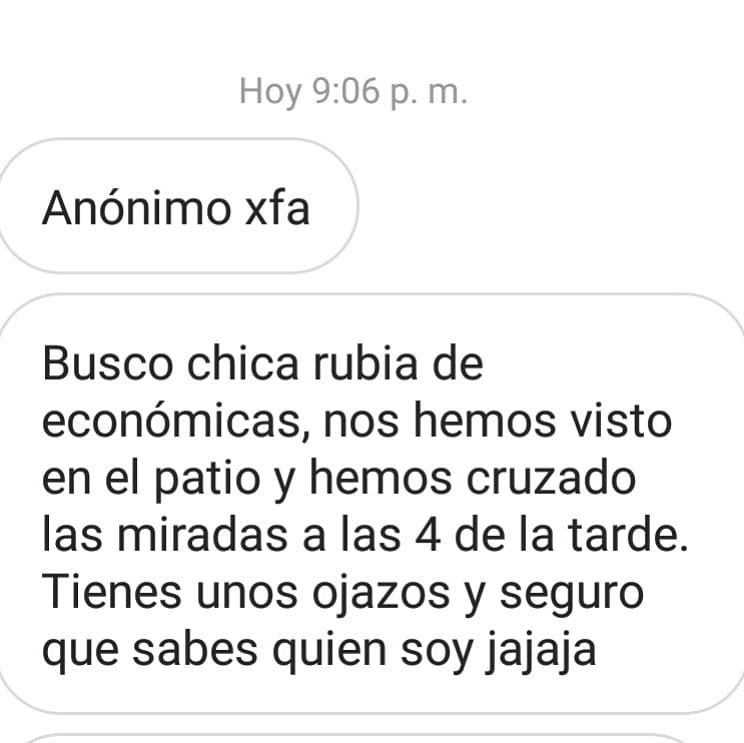 Hoy 9:06 p. m.
Anónimo xfa
Busco chica rubia de
económicas, nos hemos visto
en el patio y hemos cruzado
las miradas a las 4 de la tarde.
Tienes unos ojazos y seguro
que sabes quien soy jajaja